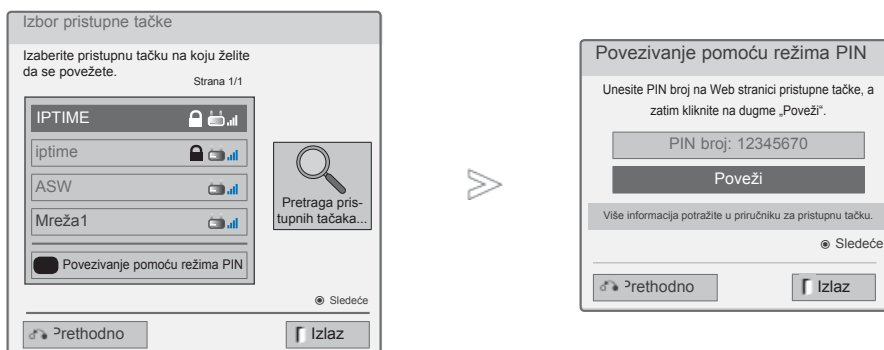 Izbor pristupne tačke
Izaberite pristupnu tačku na koju želite
da se povežete.
Strana 1/1
IPTIME
iptime
ASW
Mreža1
Povezivanje pomoću režima PIN
Pretraga pris-
tupnih tačaka...
Sledeće
Prethodno
Izlaz
Povezivanje pomoću režima PIN
Unesite PIN broj na Web stranici pristupne tačke, a
zatim kliknite na dugme „Poveži“.
PIN broj: 12345670
Poveži
Više informacija potražite u priručniku za pristupnu tačku.
Sledeće
Prethodno
Izlaz